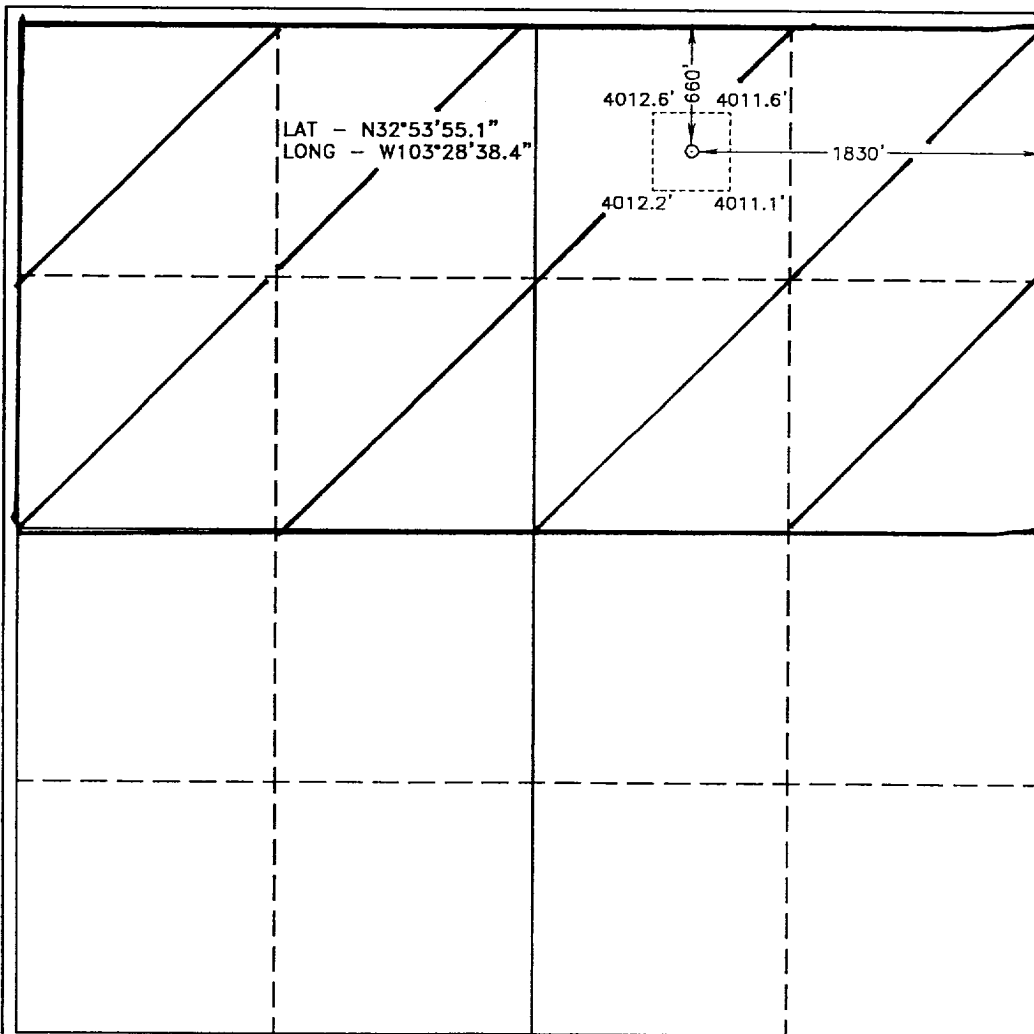 660'
4012.6' 4011.6'
LAT - N32°53'55.1"
LONG - W103°28'38.4"
1830'
4012.2' 4011.1'